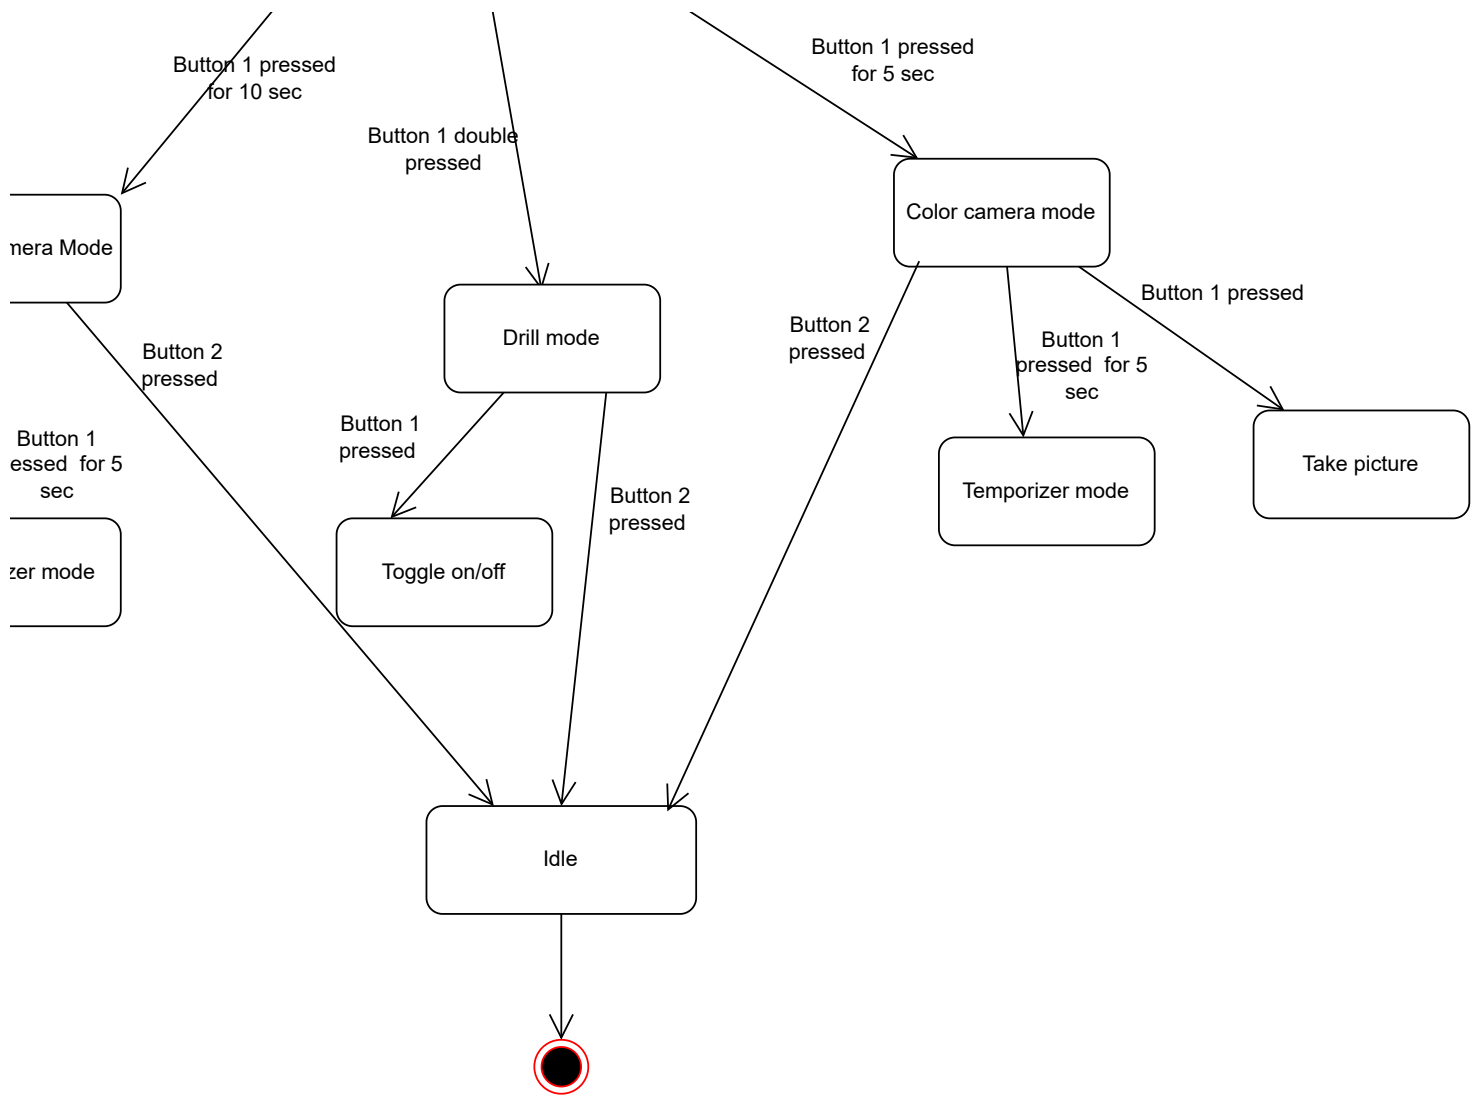 Button 1 pressed
for 10 sec
Button 1 pressed
for 5 sec
Button 1 double
pressed
Color camera mode
mera Mode
Button 1 pressed
Drill mode
Button 2
pressed
Button 2
pressed
Button 1
pressed  for 5
sec
Button 1
pressed
Button 1
essed  for 5
sec
Take picture
Temporizer mode
Button 2
pressed
zer mode
Toggle on/off
Idle